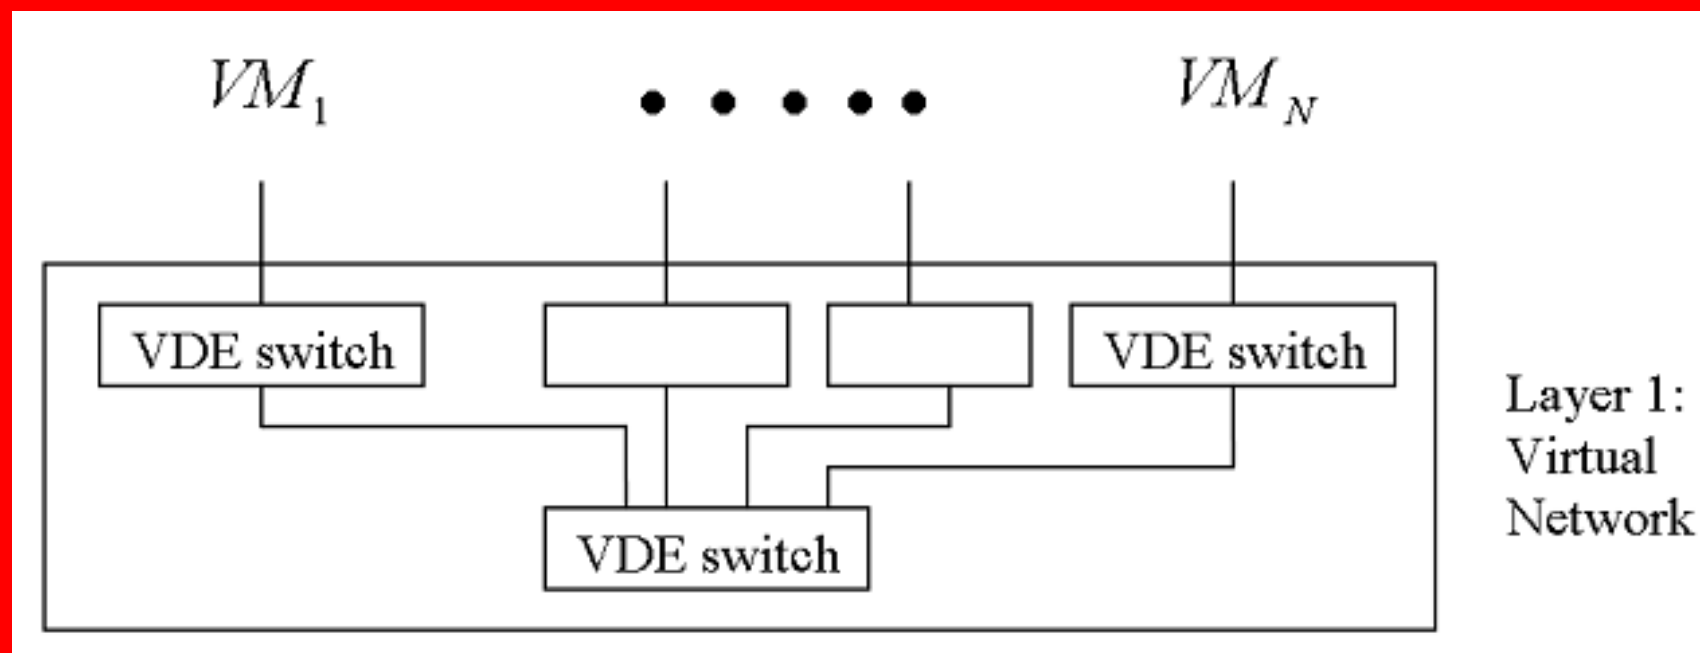 VM1
VMN
VDE switch
VDE switch
Layer 1:
Virtual
Network
VDE switch